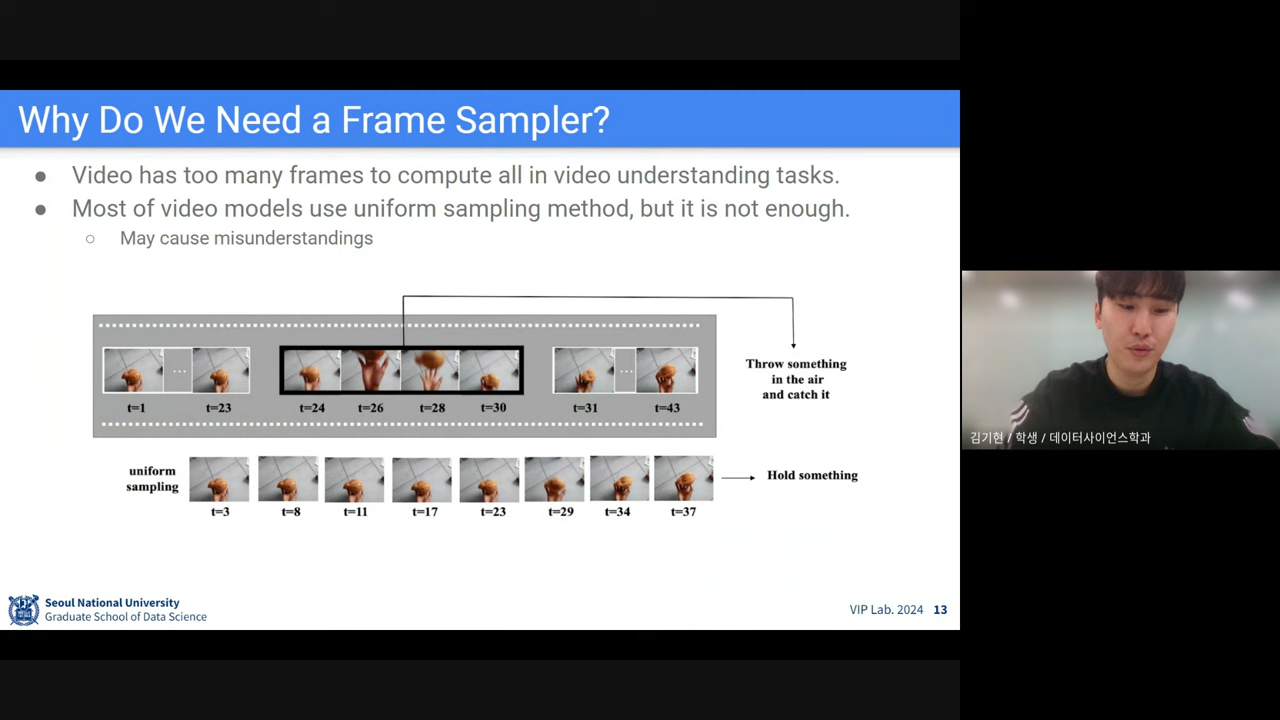 Why Do We Need a Frame Sampler?
● Video has too many frames to compute all in video understanding tasks.
● Most of video models use uniform sampling method, but it is not enough.
○ May cause misunderstandings
...
...
t=1
t=23
t=24
t=26
t=28
t=30
t=31
t=43
Throw something
in the air
and catch it
uniform
sampling
t=3
t=8
t=11
t=17
t=23
t=29
t=34
t=37
Hold something
Seoul National University
Graduate School of Data Science
VIP Lab. 2024 13
김기현 / 학생 / 데이터사이언스학과